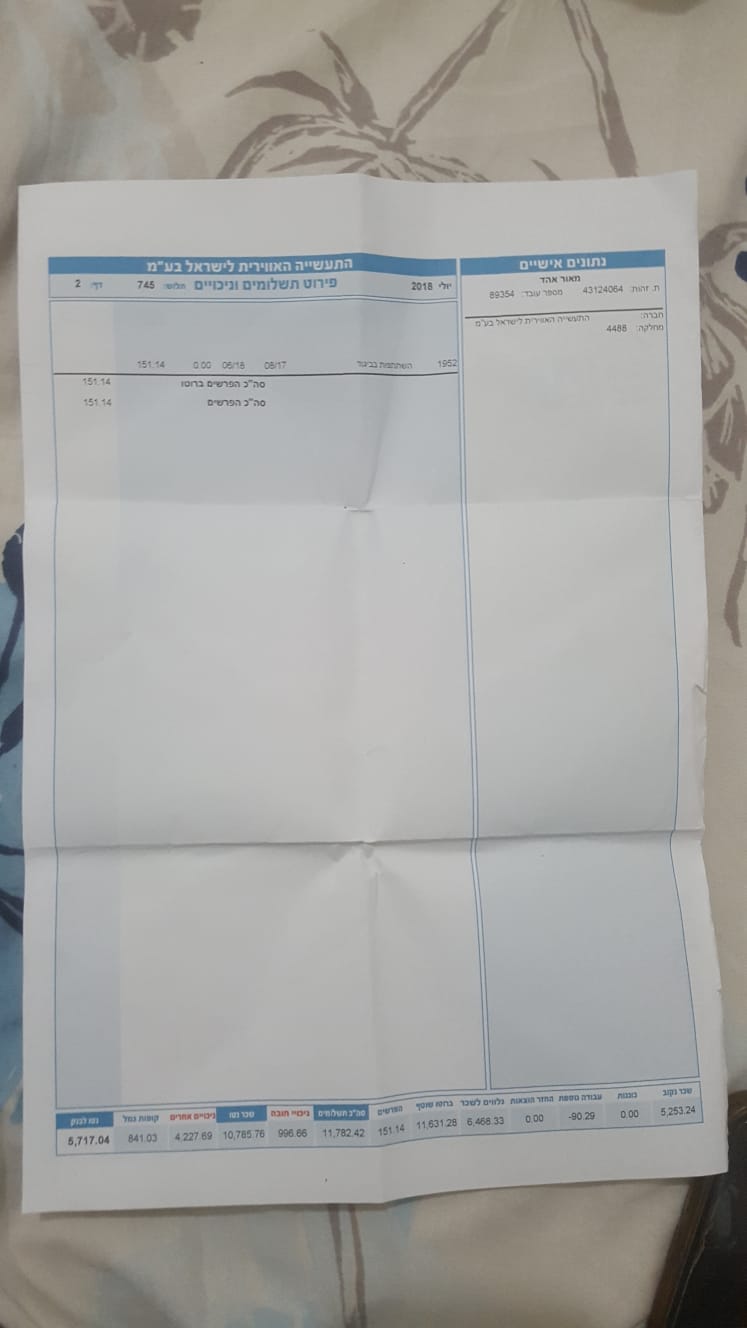 נתונים אישיים
מאור אהד
ת. זהות: 43124064 מספר עובד: 89354
חברה: התעשייה האווירית לישראל בע"מ
מחלקה: 4486
התעשייה האווירית לישראל בע"מ
יולי 2018 פירוט תשלומים וניכויים תלוש: 745 דף: 2
1952 השתתפות בביגוד 08/17 06/18 0.00 151.14
סה"כ הפרשים ברוטו 151.14
סה"כ הפרשים 151.14
שכר נקוב כוננות עבודה נוספת החזר הוצאות נלווים לשכר ברוטו שוטף הפרשים סה"כ תשלומים ניכויי חובה שכר נטו ניכויים אחרים קופות גמל נטו לבנק
5,253.24 0.00 -90.29 0.00 6,468.33 11,631.28 151.14 11,782.42 996.66 10,785.76 4,227.69 841.03 5,717.04